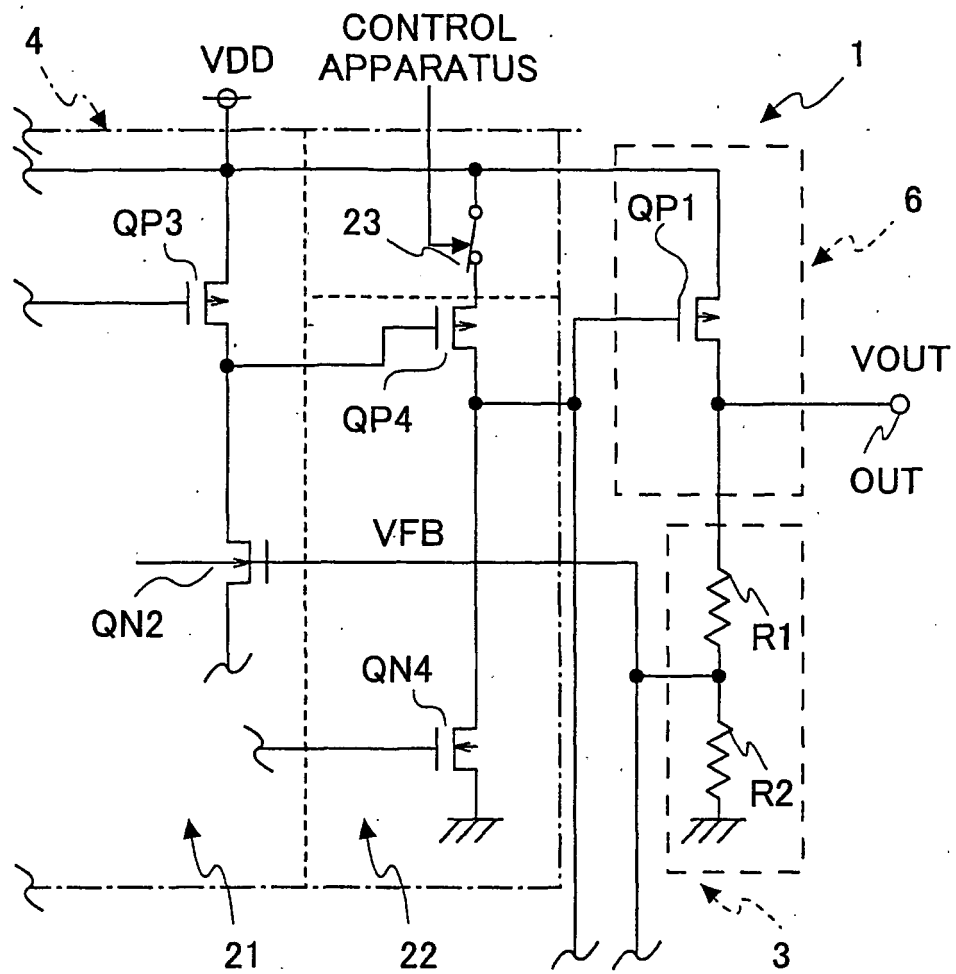 4
CONTROL
APPARATUS
VDD
1
QP3
23
QP1
6
QP4
VOUT
OUT
VFB
QN2
R1
QN4
R2
21
22
3